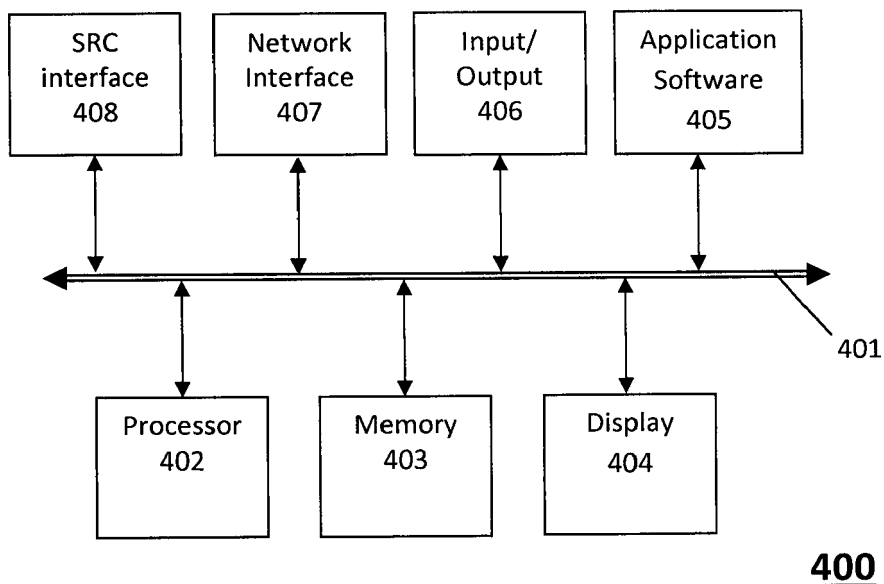 SRC
interface
408
Network
Interface
407
Input/
Output
406
Application
Software
405
401
Processor
402
Memory
403
Display
404
400